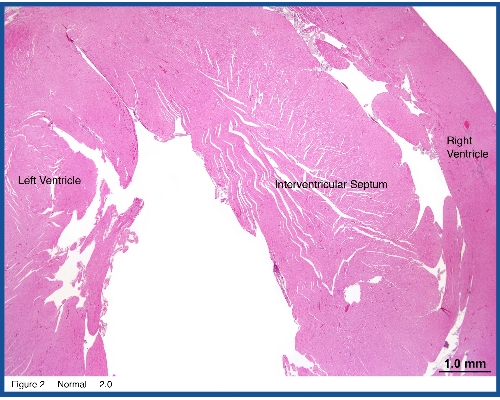 Right
Ventricle
Left Ventricle
Interventricular Septum
1.0 mm
Figure 2 Normal 2.0